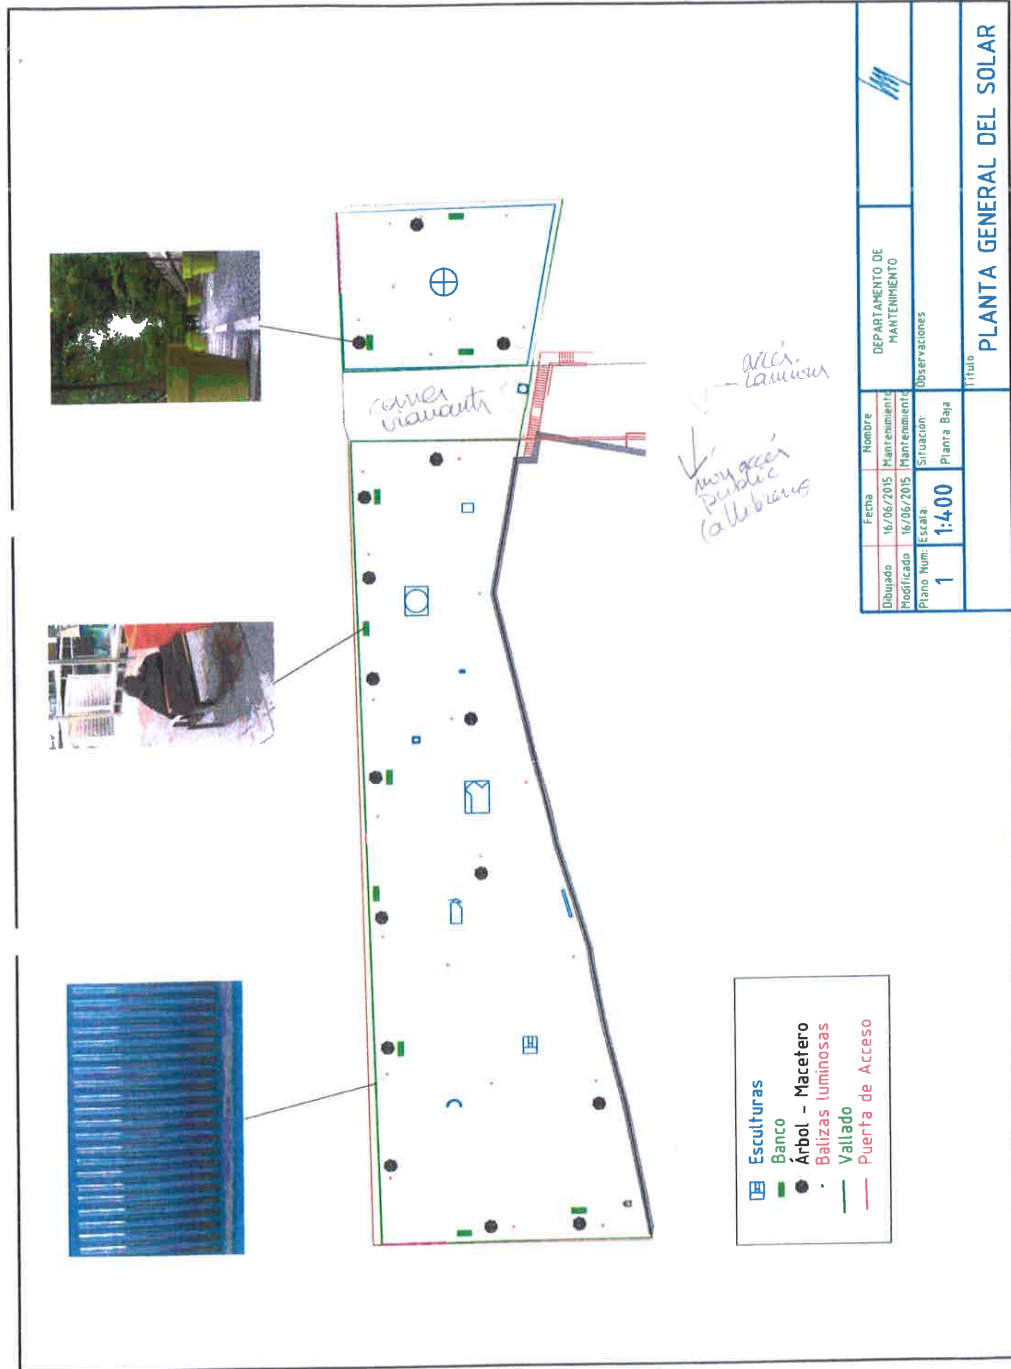 carrer
vianants
accés
camions
nou accés
públic
Esculturas
Banco
Árbol - Macetero
Balizas luminosas
Vallado
Puerta de Acceso
Fecha Nombre
Dibujado 16/06/2015 Mantenimiento
Modificado 16/06/2015 Mantenimiento
DEPARTAMENTO DE
MANTENIMIENTO
Plano Num: Escala: Situación: Observaciones
1 1:400 Planta Baja
Título
PLANTA GENERAL DEL SOLAR